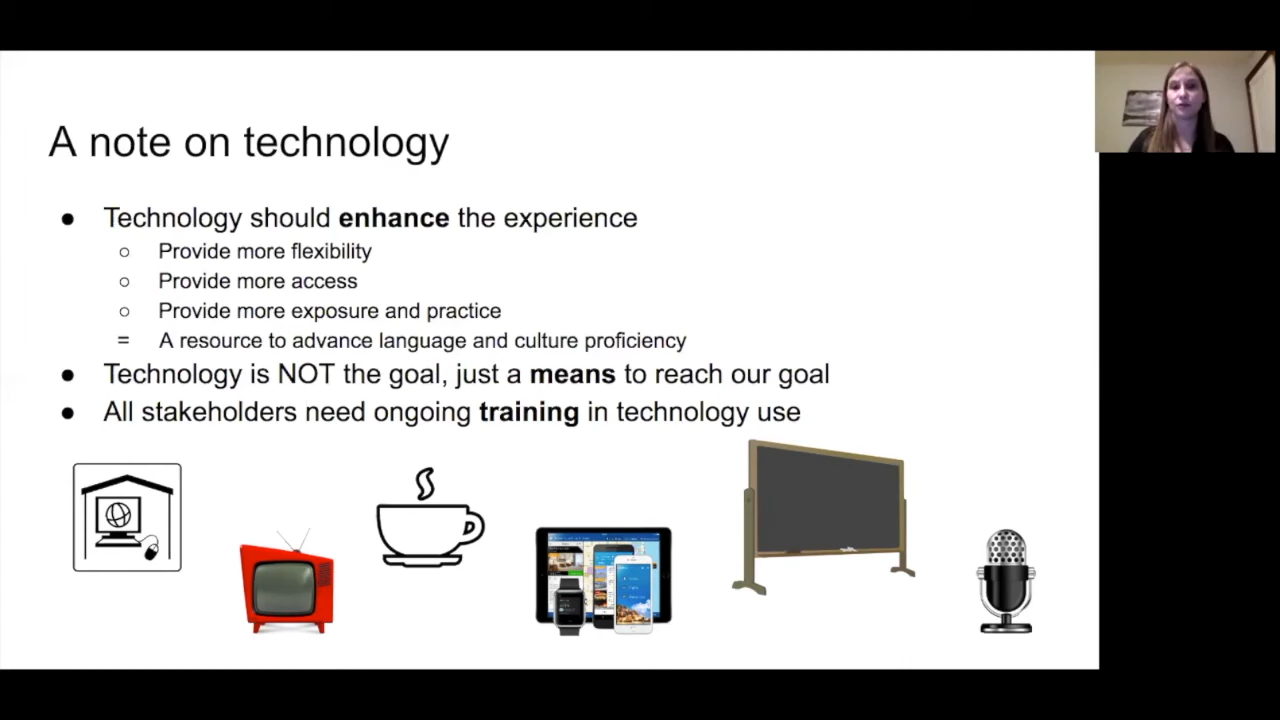 A note on technology
● Technology should enhance the experience
○ Provide more flexibility
○ Provide more access
○ Provide more exposure and practice
= A resource to advance language and culture proficiency
● Technology is NOT the goal, just a means to reach our goal
● All stakeholders need ongoing training in technology use